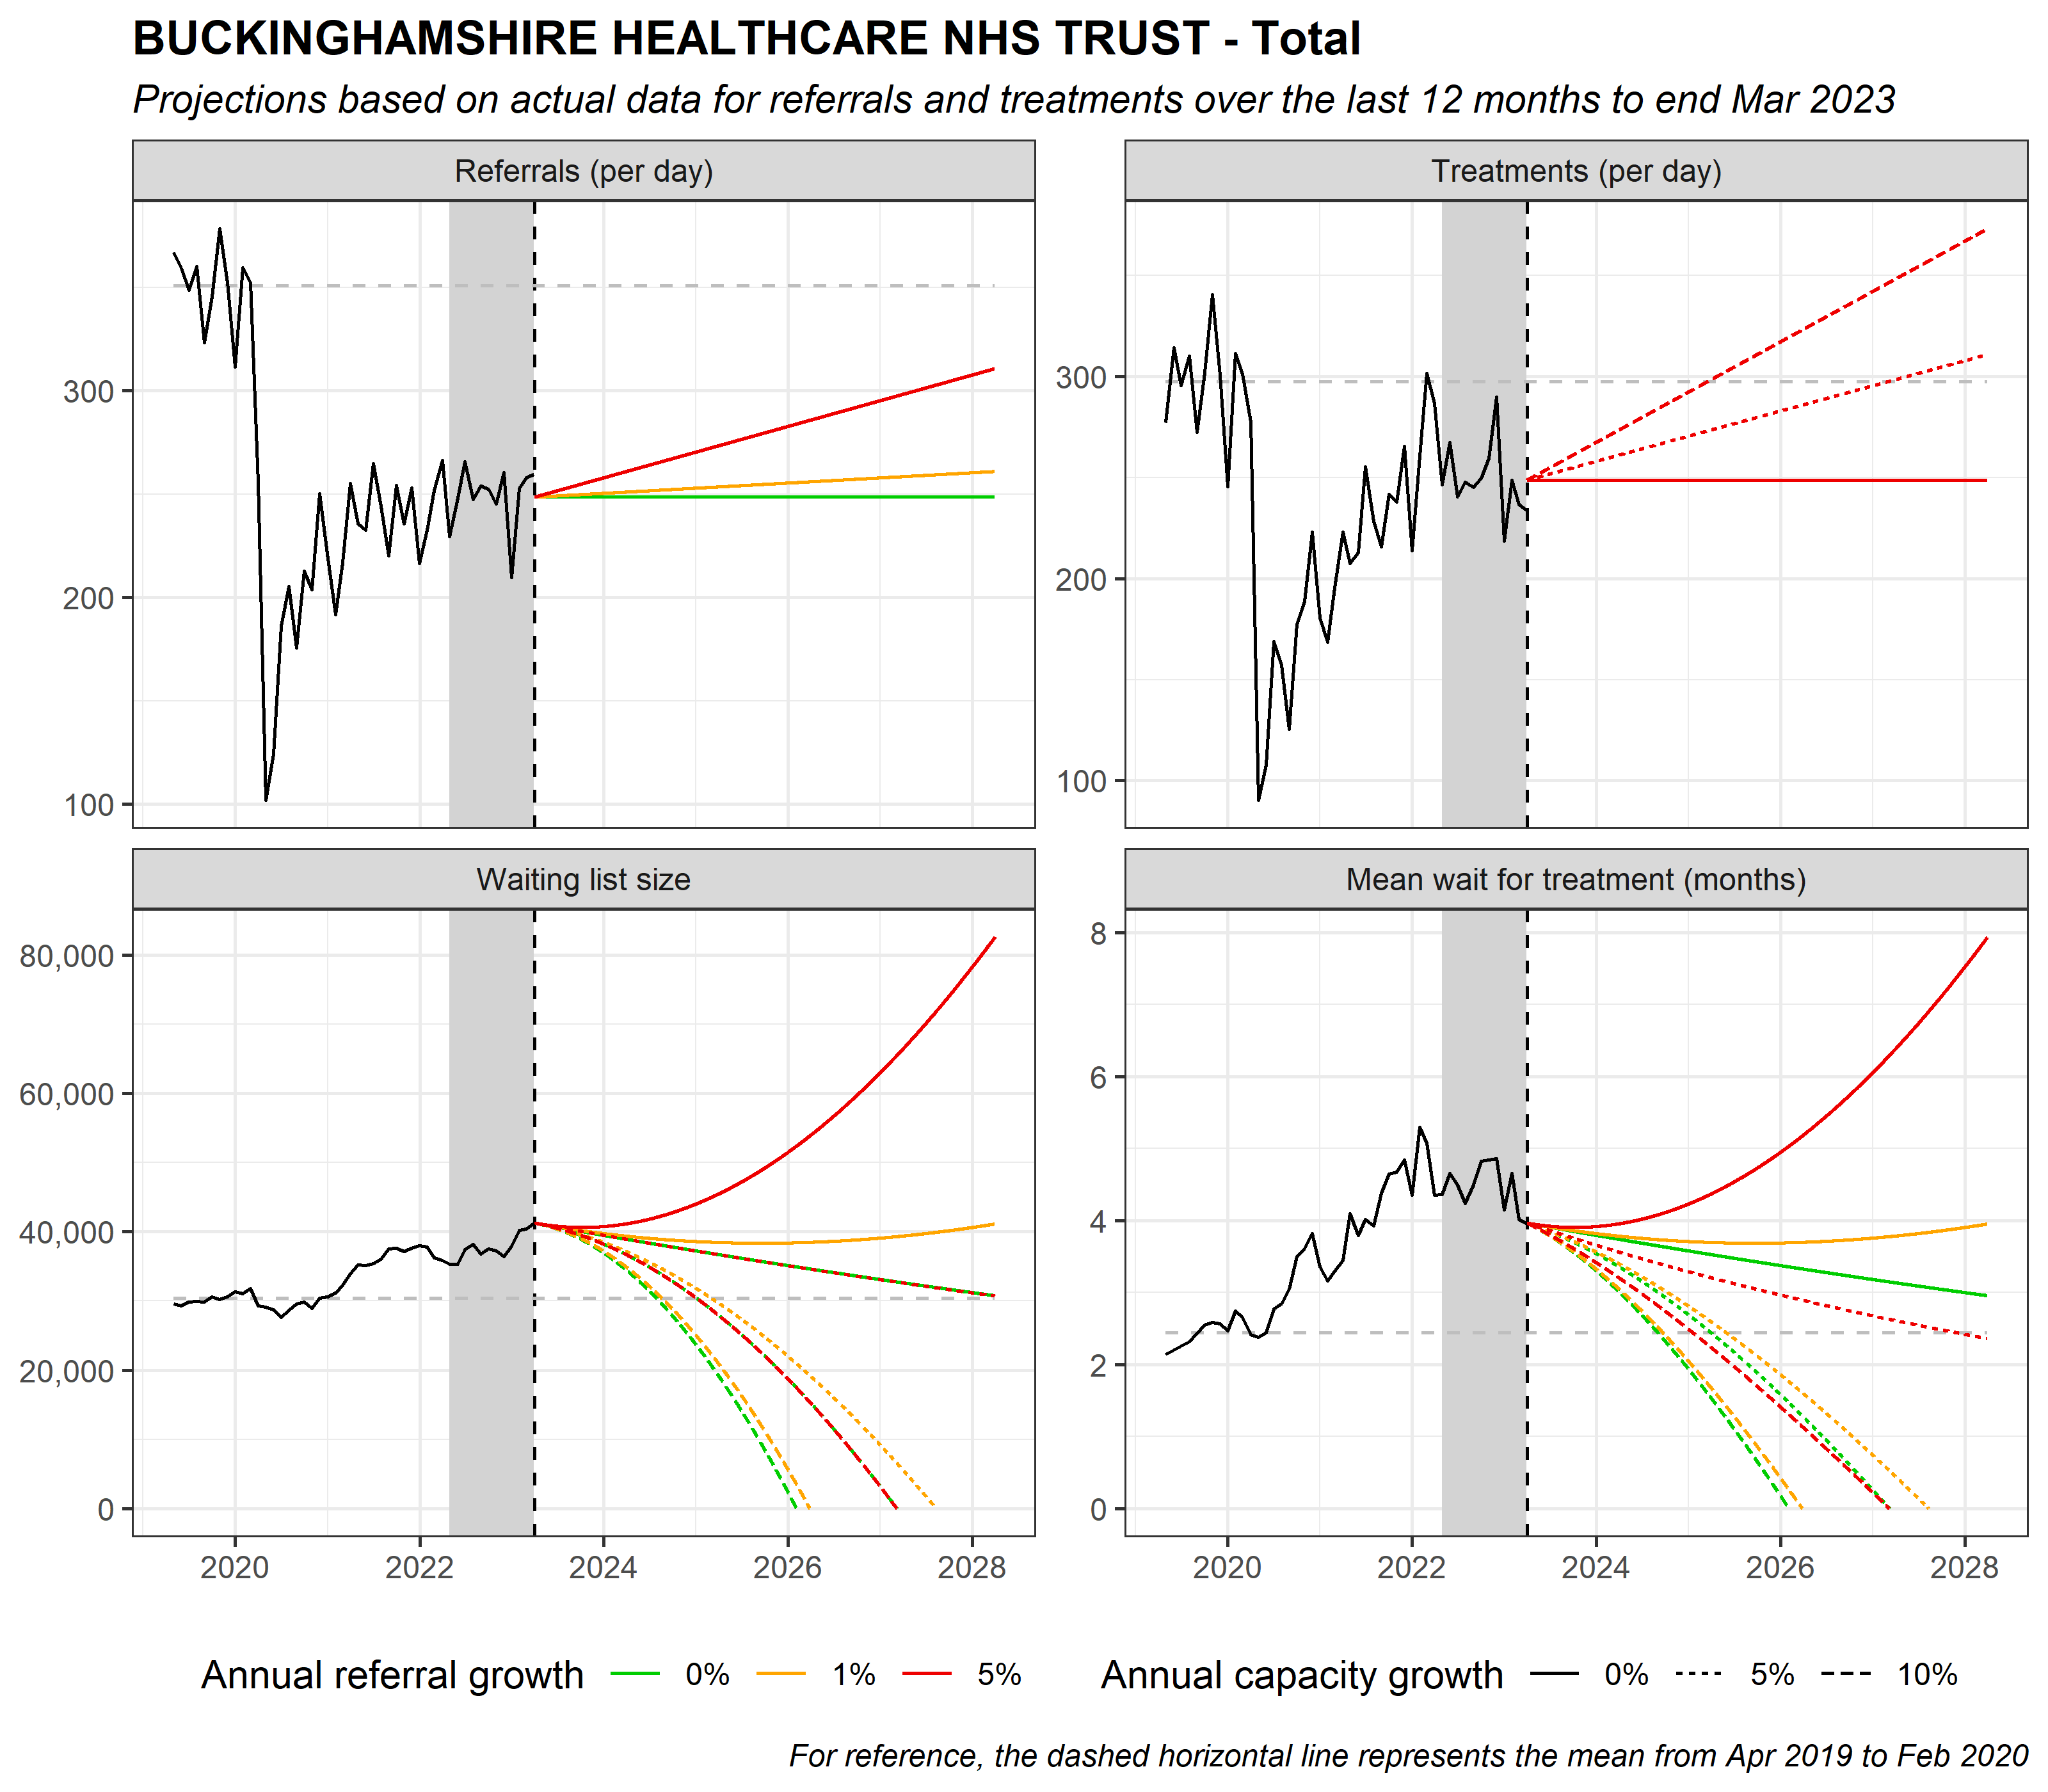 BUCKINGHAMSHIRE HEALTHCARE NHS TRUST - Total
Projections based on actual data for referrals and treatments over the last 12 months to end Mar 2023
Referrals (per day)
300
200
100
Treatments (per day)
300
200
100
Waiting list size
80,000
60,000
40,000
20,000
0
2020 2022 2024 2026 2028
Mean wait for treatment (months)
8
6
4
2
0
2020 2022 2024 2026 2028
Annual referral growth 0% 1% 5% Annual capacity growth 0% 5% 10%
For reference, the dashed horizontal line represents the mean from Apr 2019 to Feb 2020